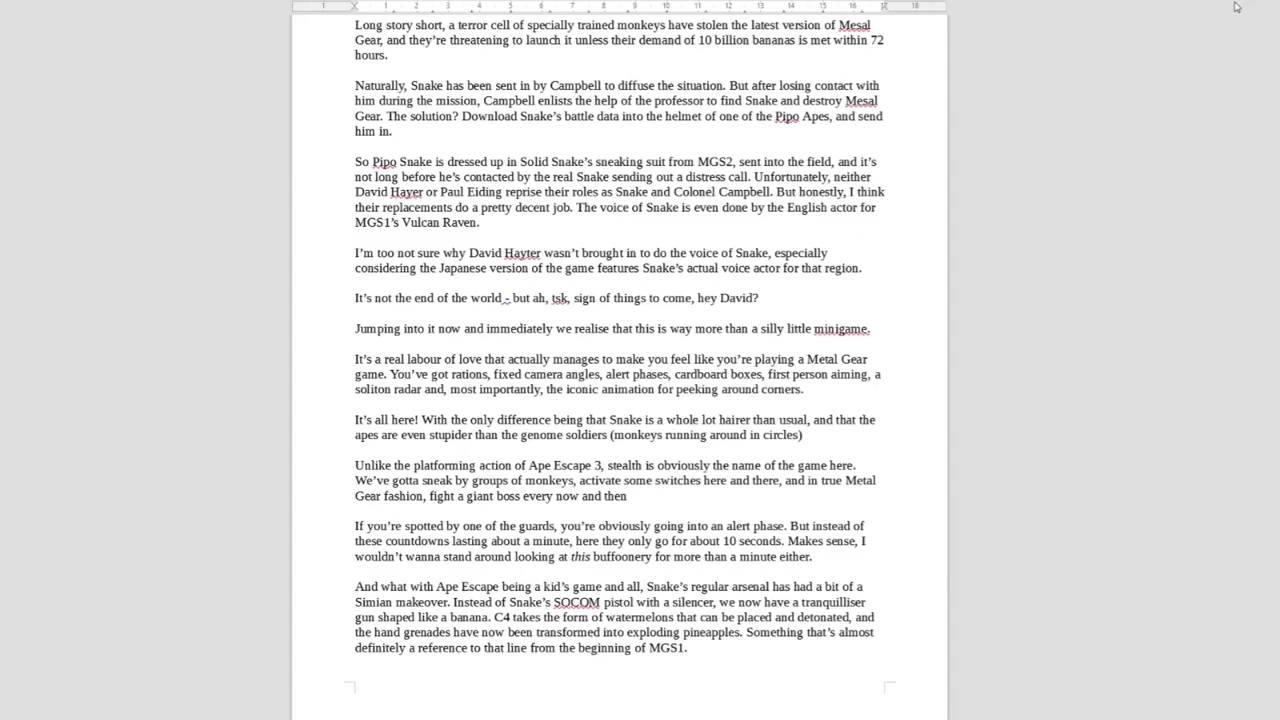 1 1 2 3 4 5 6 7 8 9 10 11 12 13 14 15 16 18
Long story short, a terror cell of specially trained monkeys have stolen the latest version of Mesal
Gear, and they're threatening to launch it unless their demand of 10 billion bananas is met within 72
hours.
Naturally, Snake has been sent in by Campbell to diffuse the situation. But after losing contact with
him during the mission, Campbell enlists the help of the professor to find Snake and destroy Mesal
Gear. The solution? Download Snake's battle data into the helmet of one of the Pipo Apes, and send
him in.
So Pipo Snake is dressed up in Solid Snake's sneaking suit from MGS2, sent into the field, and it's
not long before he's contacted by the real Snake sending out a distress call. Unfortunately, neither
David Hayer or Paul Eiding reprise their roles as Snake and Colonel Campbell. But honestly, I think
their replacements do a pretty decent job. The voice of Snake is even done by the English actor for
MGS1's Vulcan Raven.
I'm too not sure why David Hayter wasn't brought in to do the voice of Snake, especially
considering the Japanese version of the game features Snake's actual voice actor for that region.
It's not the end of the world - but ah, tsk, sign of things to come, hey David?
Jumping into it now and immediately we realise that this is way more than a silly little minigame.
It's a real labour of love that actually manages to make you feel like you're playing a Metal Gear
game. You've got rations, fixed camera angles, alert phases, cardboard boxes, first person aiming, a
soliton radar and, most importantly, the iconic animation for peeking around corners.
It's all here! With the only difference being that Snake is a whole lot hairer than usual, and that the
apes are even stupider than the genome soldiers (monkeys running around in circles)
Unlike the platforming action of Ape Escape 3, stealth is obviously the name of the game here.
We've gotta sneak by groups of monkeys, activate some switches here and there, and in true Metal
Gear fashion, fight a giant boss every now and then
If you're spotted by one of the guards, you're obviously going into an alert phase. But instead of
these countdowns lasting about a minute, here they only go for about 10 seconds. Makes sense, I
wouldn't wanna stand around looking at this buffoonery for more than a minute either.
And what with Ape Escape being a kid's game and all, Snake's regular arsenal has had a bit of a
Simian makeover. Instead of Snake's SOCOM pistol with a silencer, we now have a tranquilliser
gun shaped like a banana. C4 takes the form of watermelons that can be placed and detonated, and
the hand grenades have now been transformed into exploding pineapples. Something that's almost
definitely a reference to that line from the beginning of MGS1.